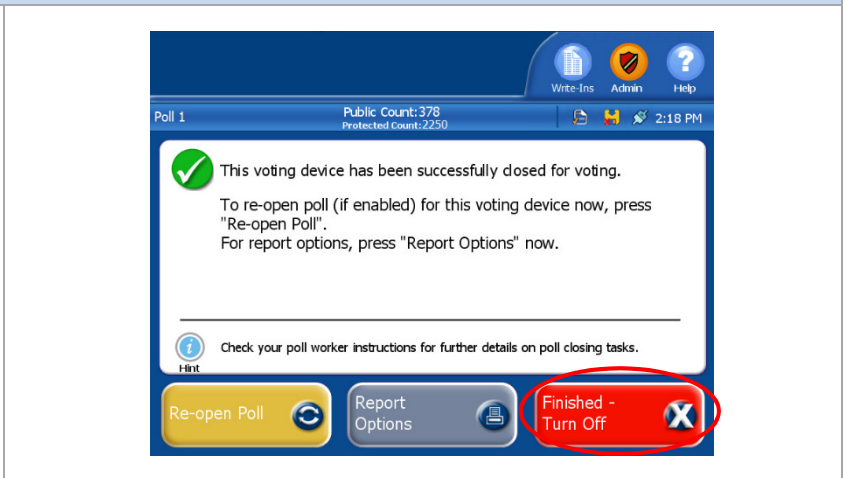 Write-Ins Admin Help
Poll 1 Public Count:378 2:18 PM
Protected Count:2250
This voting device has been successfully closed for voting.
To re-open poll (if enabled) for this voting device now, press
"Re-open Poll".
For report options, press "Report Options" now.
i Check your poll worker instructions for further details on poll closing tasks.
Hint
Re-open Poll
Report
Options
Finished -
Turn Off X